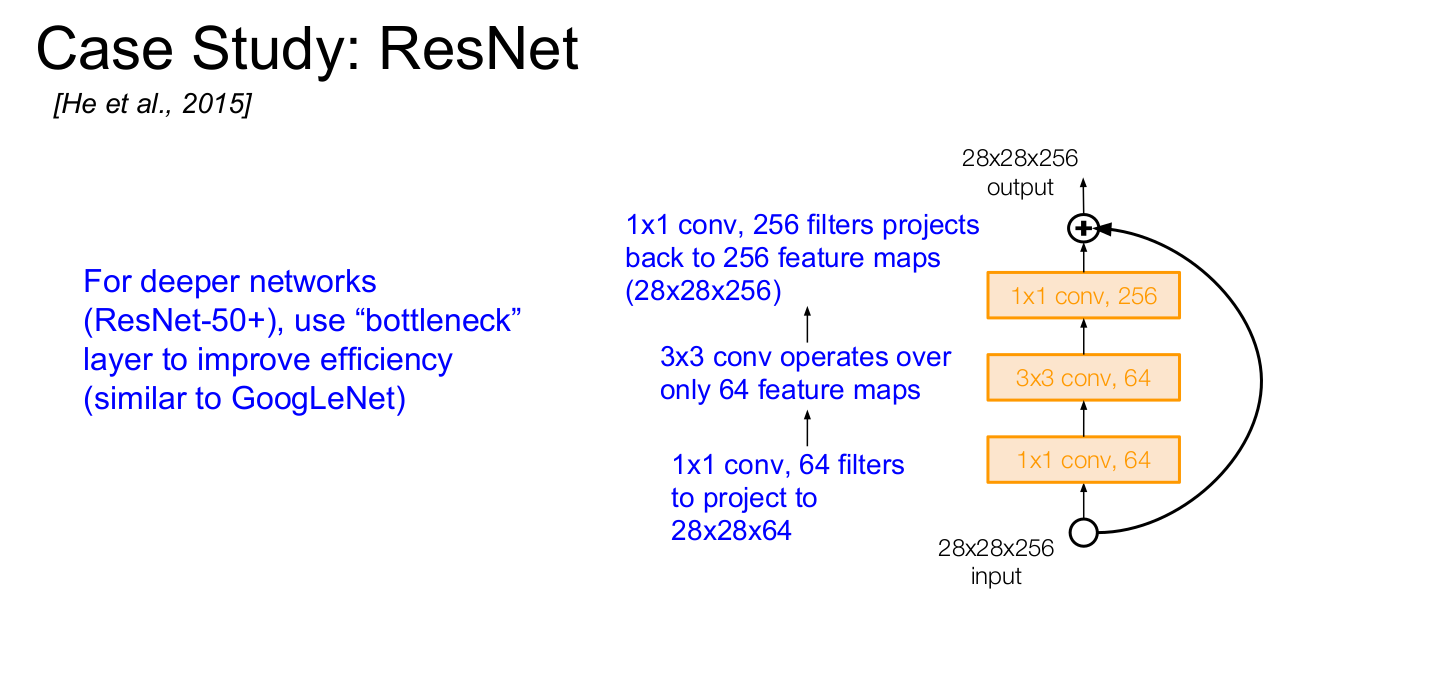 Case Study: ResNet
[He et al., 2015]
For deeper networks
(ResNet-50+), use “bottleneck”
layer to improve efficiency
(similar to GoogLeNet)
1x1 conv, 256 filters projects
back to 256 feature maps
(28x28x256)
3x3 conv operates over
only 64 feature maps
1x1 conv, 64 filters
to project to
28x28x64
28x28x256
output
1x1 conv, 256
3x3 conv, 64
1x1 conv, 64
28x28x256
input